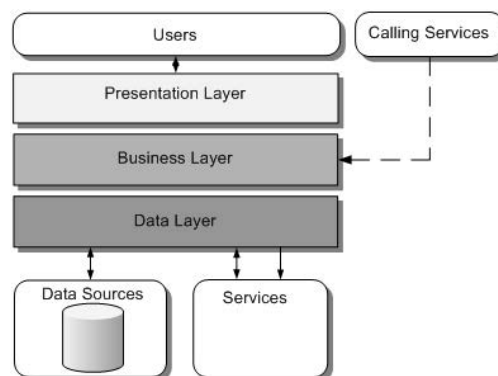 Users
Calling Services
Presentation Layer
Business Layer
Data Layer
Data Sources
Services